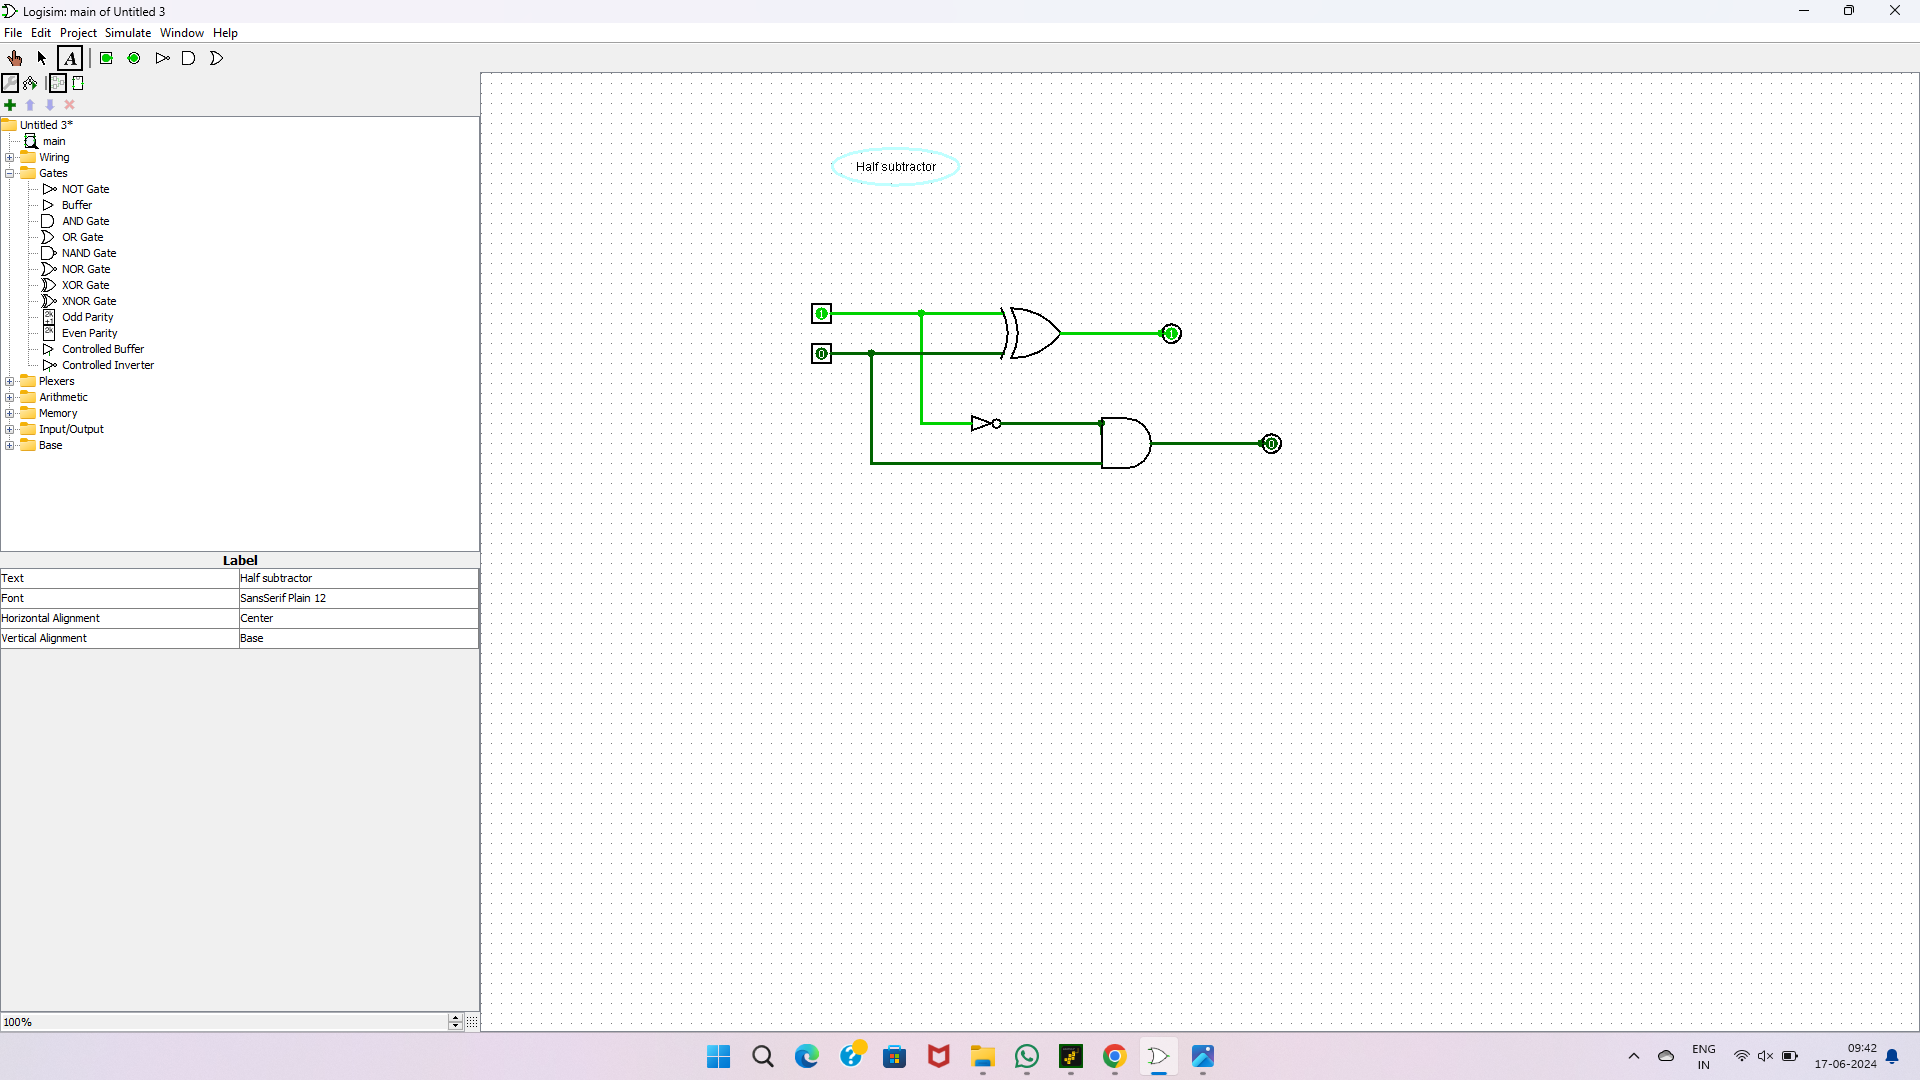 Logisim: main of Untitled 3
File Edit Project Simulate Window Help
A
Untitled 3*
main
Wiring
Gates
NOT Gate
Buffer
AND Gate
OR Gate
NAND Gate
NOR Gate
XOR Gate
XNOR Gate
Odd Parity
Even Parity
Controlled Buffer
Controlled Inverter
Plexers
Arithmetic
Memory
Input/Output
Base
Label
Text Half subtractor
Font SansSerif Plain 12
Horizontal Alignment Center
Vertical Alignment Base
100%
Half subtractor
1
1
0
0
ENG
IN
09:42
17-06-2024